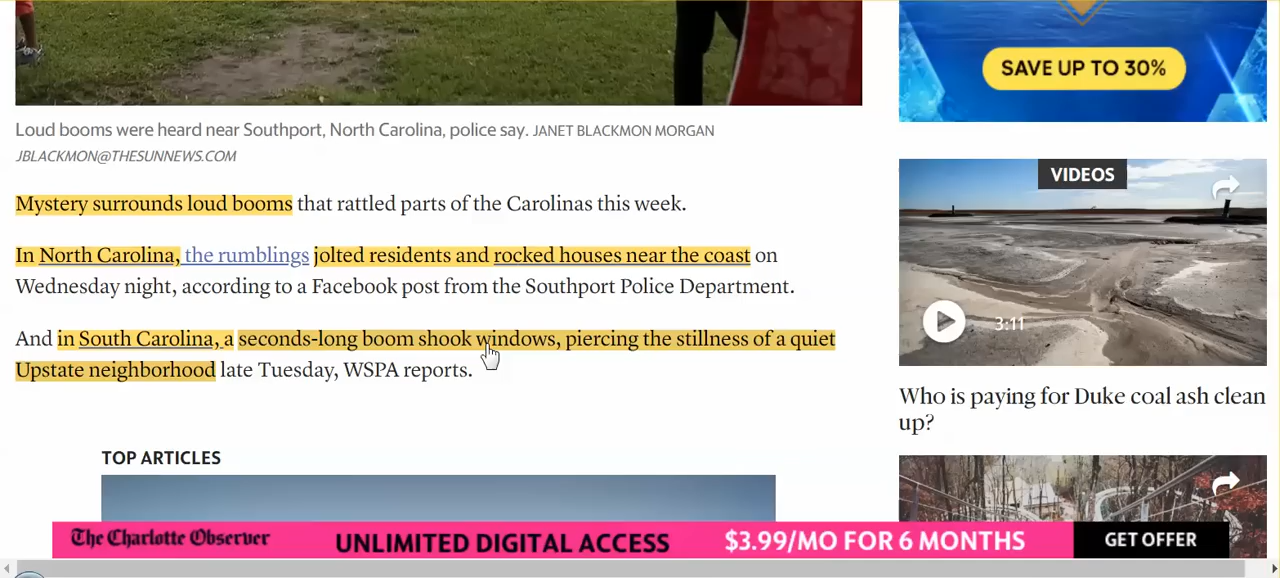 SAVE UP TO 30%
Loud booms were heard near Southport, North Carolina, police say. JANET BLACKMON MORGAN
JBLACKMON@THESUNNEWS.COM
Mystery surrounds loud booms that rattled parts of the Carolinas this week.
In North Carolina, the rumblings jolted residents and rocked houses near the coast on
Wednesday night, according to a Facebook post from the Southport Police Department.
And in South Carolina, a seconds-long boom shook windows, piercing the stillness of a quiet
Upstate neighborhood late Tuesday, WSPA reports.
VIDEOS
3:11
Who is paying for Duke coal ash clean
up?
TOP ARTICLES
The Charlotte Observer UNLIMITED DIGITAL ACCESS $3.99/MO FOR 6 MONTHS GET OFFER